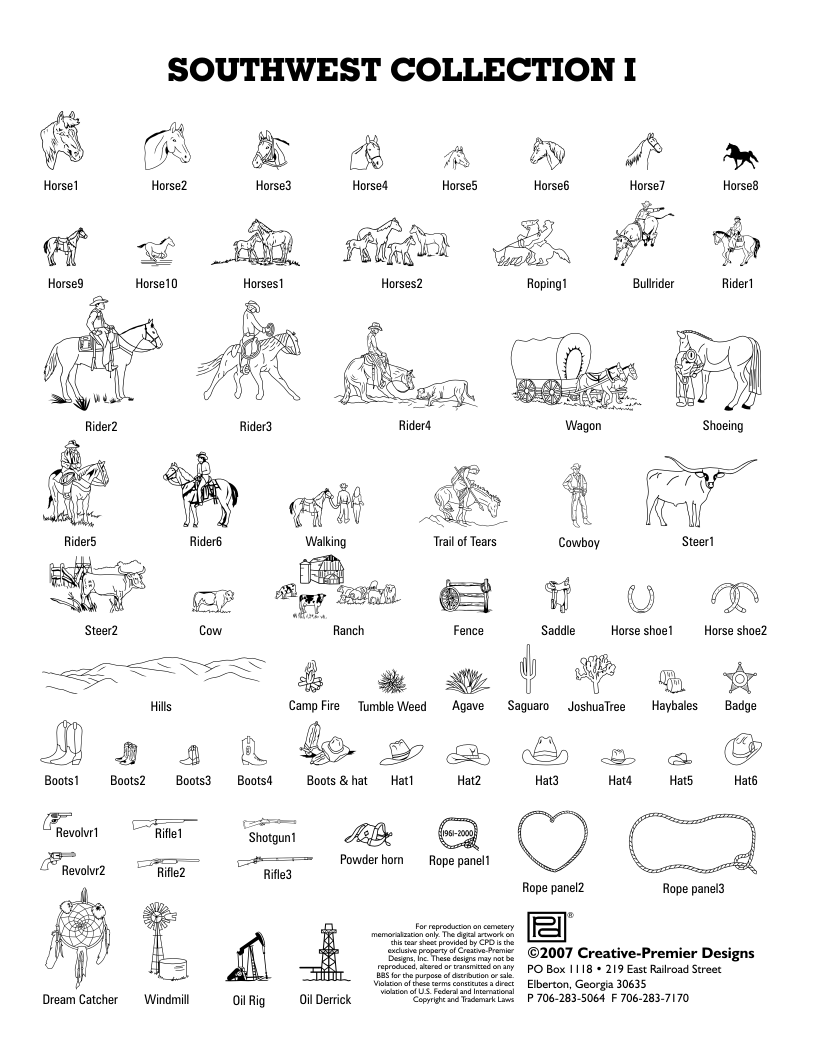 SOUTHWEST COLLECTION I
Horse1 Horse2 Horse3 Horse4 Horse5 Horse6 Horse7 Horse8
Horse9 Horse10 Horses1 Horses2 Roping1 Bullrider Rider1
Rider2 Rider3 Rider4 Wagon Shoeing
Rider5 Rider6 Walking Trail of Tears Cowboy Steer1
Steer2 Cow Ranch Fence Saddle Horse shoe1 Horse shoe2
Hills Camp Fire Tumble Weed Agave Saguaro JoshuaTree Haybales Badge
Boots1 Boots2 Boots3 Boots4 Boots & hat Hat1 Hat2 Hat3 Hat4 Hat5 Hat6
Revolvr1 Rifle1 Shotgun1
1961-2000
Revolvr2 Rifle2 Rifle3 Powder horn Rope panel1 Rope panel2 Rope panel3
Dream Catcher Windmill Oil Rig Oil Derrick
For reproduction on cemetery
memorialization only. The digital artwork on
this tear sheet provided by CPD is the
exclusive property of Creative-Premier
Designs, Inc. These designs may not be
reproduced, altered or transmitted on any
BBS for the purpose of distribution or sale.
Violation of these terms constitutes a direct
violation of U.S. Federal and International
Copyright and Trademark Laws
®
©2007 Creative-Premier Designs
PO Box 1118 • 219 East Railroad Street
Elberton, Georgia 30635
P 706-283-5064 F 706-283-7170